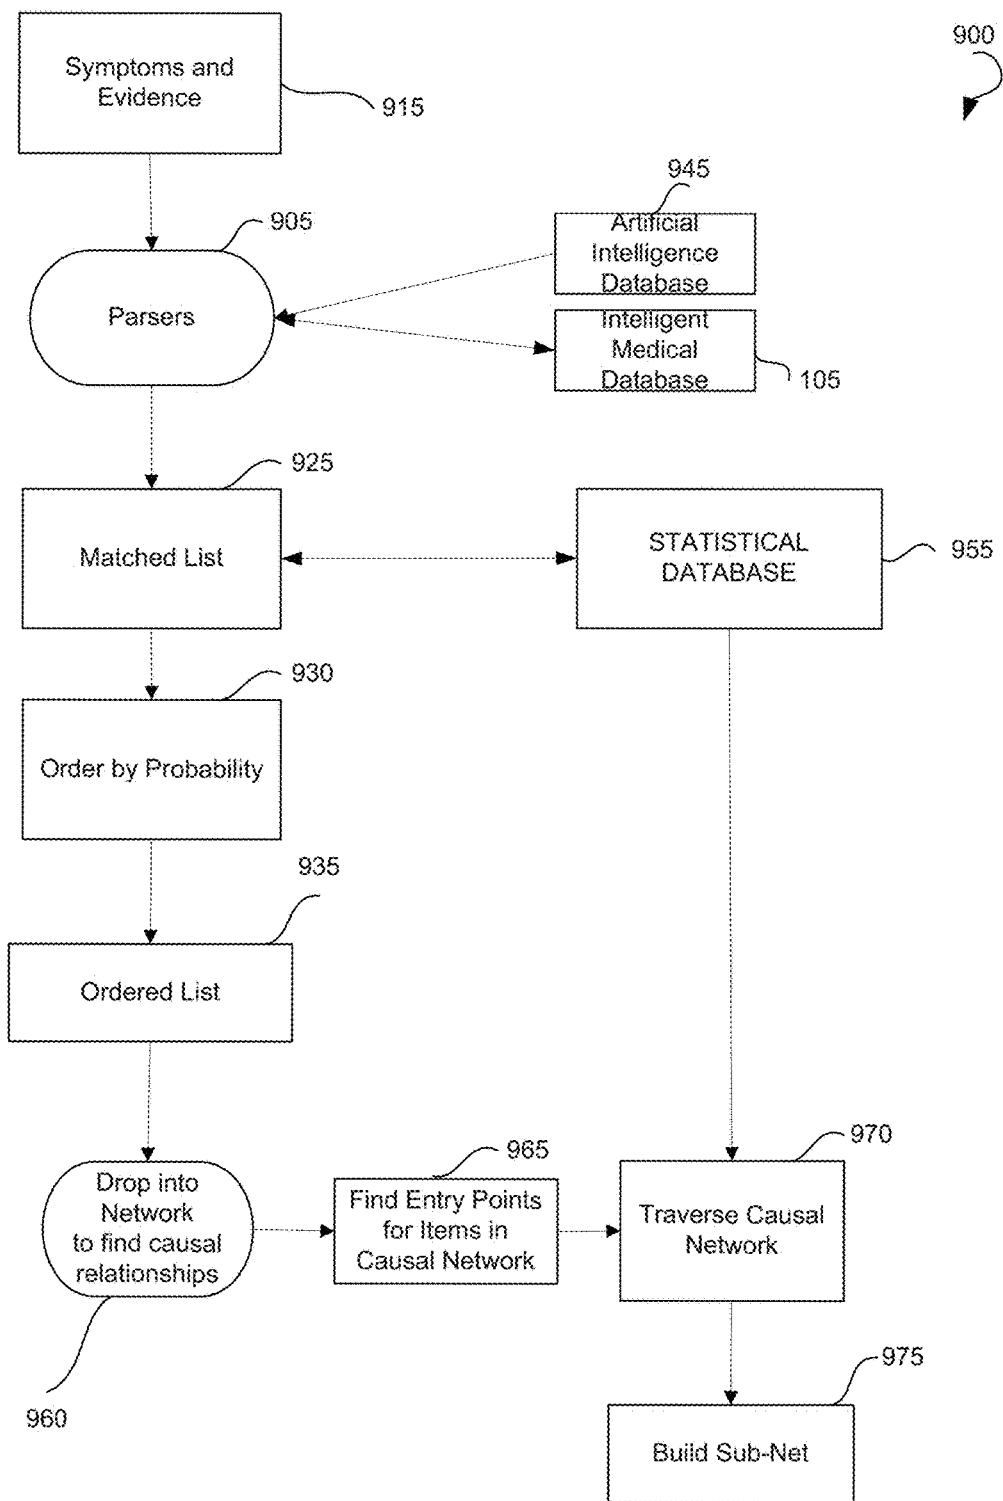 900
Symptoms and
Evidence
915
945
905
Artificial
Intelligence
Database
Parsers
Intelligent
Medical
Database
105
925
Matched List
STATISTICAL
DATABASE
955
930
Order by Probability
935
Ordered List
970
965
Drop into
Network
to find causal
relationships
Find Entry Points
for Items in
Causal Network
Traverse Causal
Network
975
960
Build Sub-Net